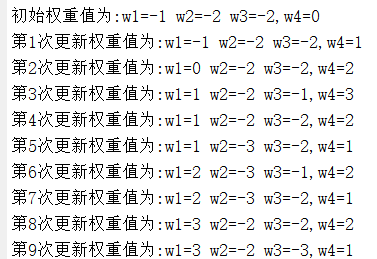 初始权重值为:w1=-1 w2=-2 w3=-2,w4=0
第1次更新权重值为:w1=-1 w2=-2 w3=-2,w4=1
第2次更新权重值为:w1=0 w2=-2 w3=-2,w4=2
第3次更新权重值为:w1=1 w2=-2 w3=-1,w4=3
第4次更新权重值为:w1=1 w2=-2 w3=-2,w4=2
第5次更新权重值为:w1=1 w2=-3 w3=-2,w4=1
第6次更新权重值为:w1=2 w2=-3 w3=-1,w4=2
第7次更新权重值为:w1=2 w2=-3 w3=-2,w4=1
第8次更新权重值为:w1=3 w2=-2 w3=-2,w4=2
第9次更新权重值为:w1=3 w2=-2 w3=-3,w4=1